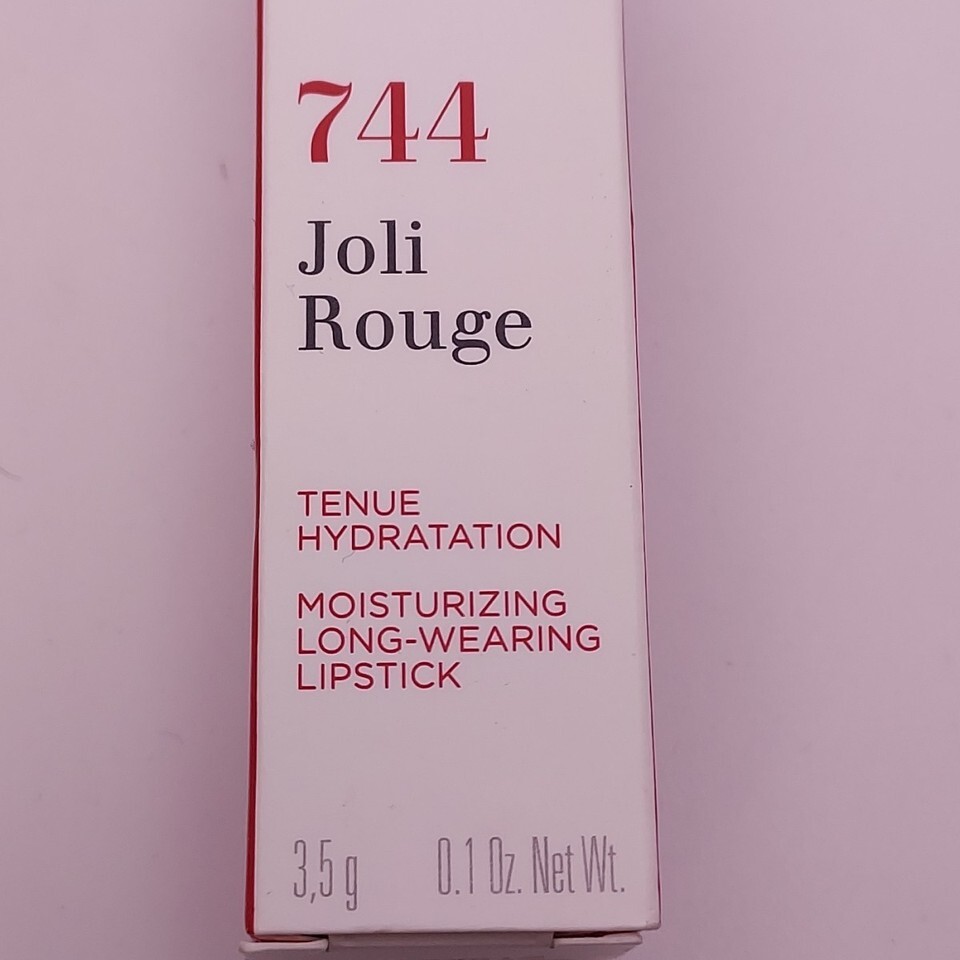 744
Joli
Rouge
TENUE
HYDRATATION
MOISTURIZING
LONG-WEARING
LIPSTICK
3,5 g 0.1 Oz. Net Wt.